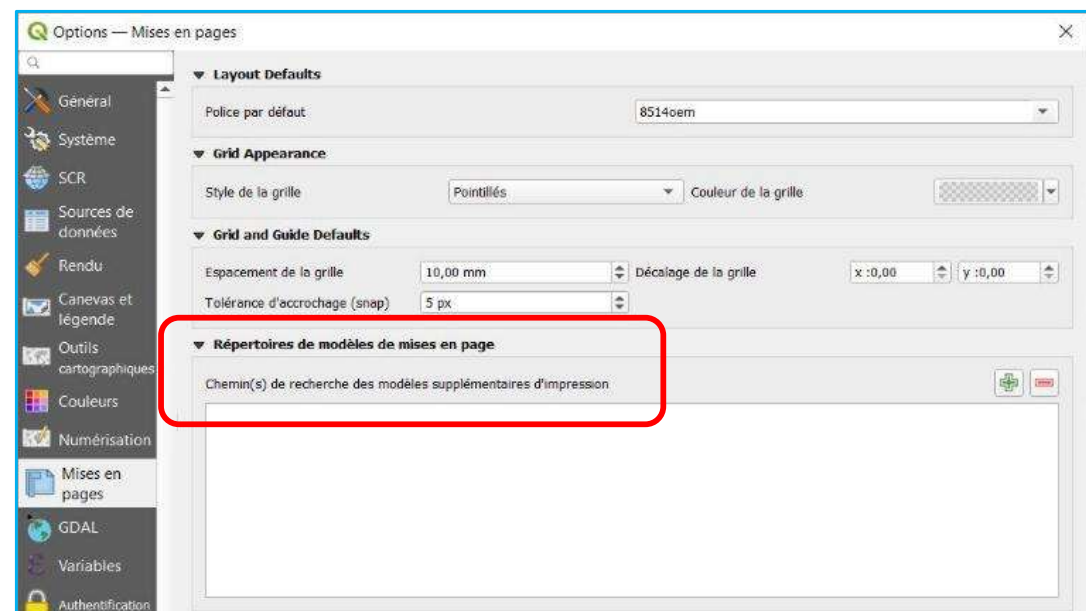 Options — Mises en pages
Général
Système
SCR
Sources de
données
Rendu
Canevas et
légende
Outils
cartographiques
Couleurs
Numérisation
Mises en
pages
GDAL
Variables
Authentification
Layout Defaults
Police par défaut 8514oem
Grid Appearance
Style de la grille Pointillés Couleur de la grille
Grid and Guide Defaults
Espacement de la grille 10,00 mm Décalage de la grille x :0,00 y :0,00
Tolérance d'accrochage (snap) 5 px
Répertoires de modèles de mises en page
Chemin(s) de recherche des modèles supplémentaires d'impression